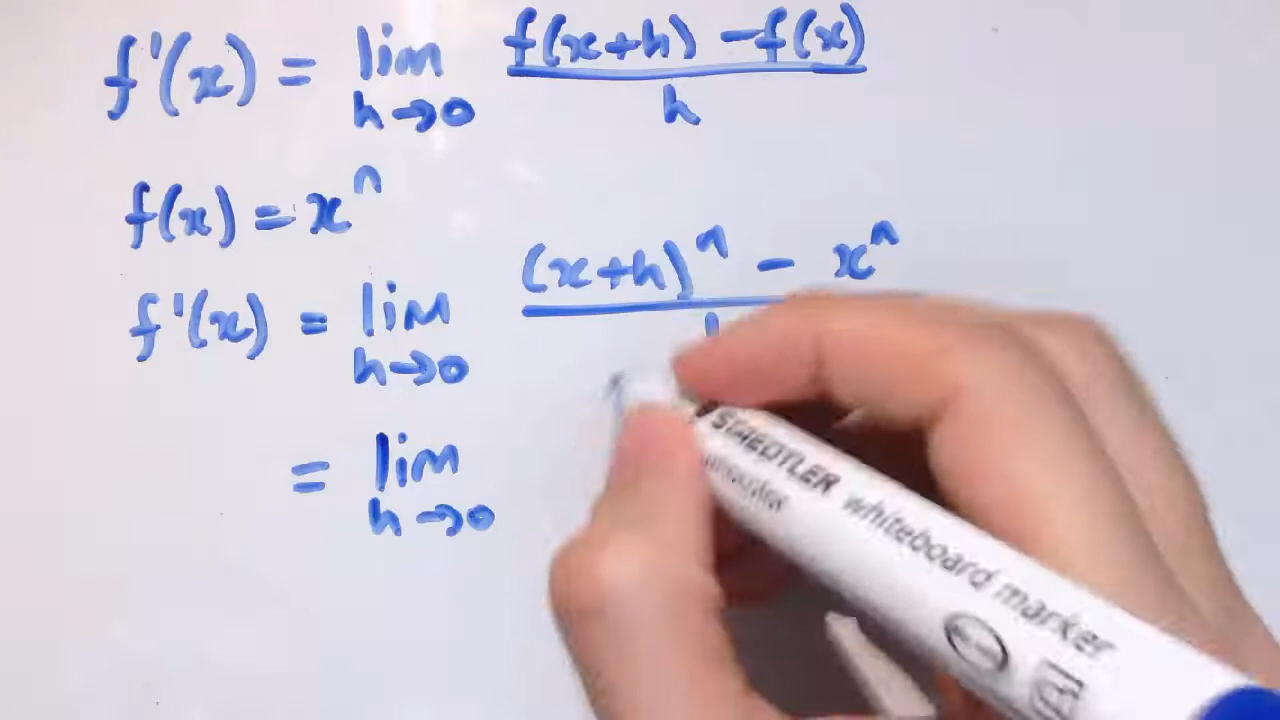 f'(x) = lim h→0 f(x+h) - f(x) / h
f(x) = x^n
f'(x) = lim h→0 (x+h)^n - x^n / h
= lim h→0
STAEDTLER whiteboard marker